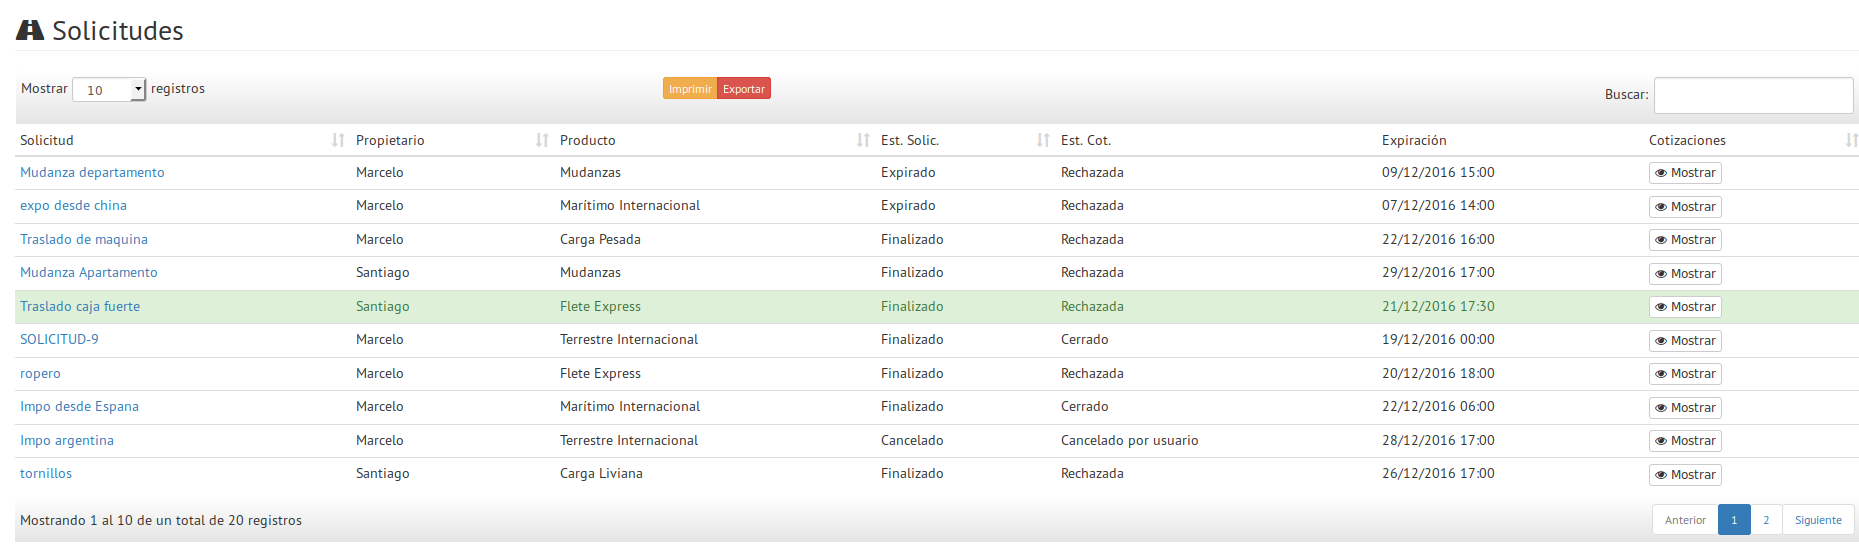 Solicitudes
Mostrar 10 registros Imprimir Exportar Buscar:
Solicitud Propietario Producto Est. Solic. Est. Cot. Expiración Cotizaciones
Mudanza departamento Marcelo Mudanzas Expirado Rechazada 09/12/2016 15:00 Mostrar
expo desde china Marcelo Marítimo Internacional Expirado Rechazada 07/12/2016 14:00 Mostrar
Traslado de maquina Marcelo Carga Pesada Finalizado Rechazada 22/12/2016 16:00 Mostrar
Mudanza Apartamento Santiago Mudanzas Finalizado Rechazada 29/12/2016 17:00 Mostrar
Traslado caja fuerte Santiago Flete Express Finalizado Rechazada 21/12/2016 17:30 Mostrar
SOLICITUD-9 Marcelo Terrestre Internacional Finalizado Cerrado 19/12/2016 00:00 Mostrar
ropero Marcelo Flete Express Finalizado Rechazada 20/12/2016 18:00 Mostrar
Impo desde Espana Marcelo Marítimo Internacional Finalizado Cerrado 22/12/2016 06:00 Mostrar
Impo argentina Marcelo Terrestre Internacional Cancelado Cancelado por usuario 28/12/2016 17:00 Mostrar
tornillos Santiago Carga Liviana Finalizado Rechazada 26/12/2016 17:00 Mostrar
Mostrando 1 al 10 de un total de 20 registros Anterior 1 2 Siguiente